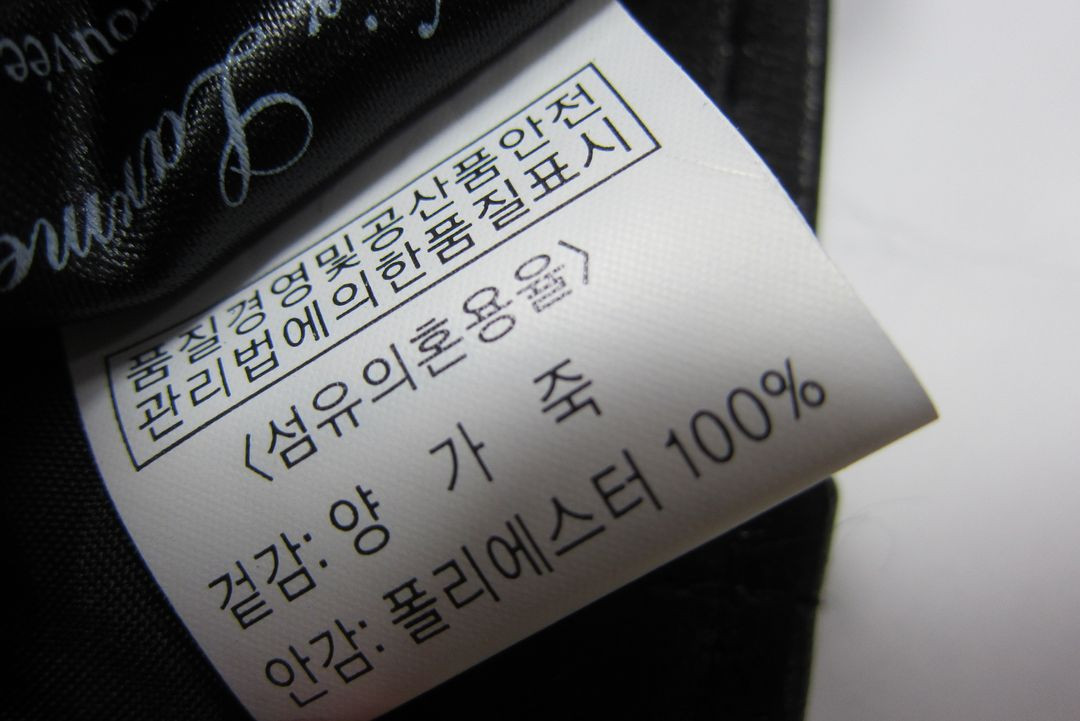 품질경영및공산품안전
관리법에의한품질표시
<섬유의혼용율>
겉감: 양 가 죽
안감: 폴리에스터 100%